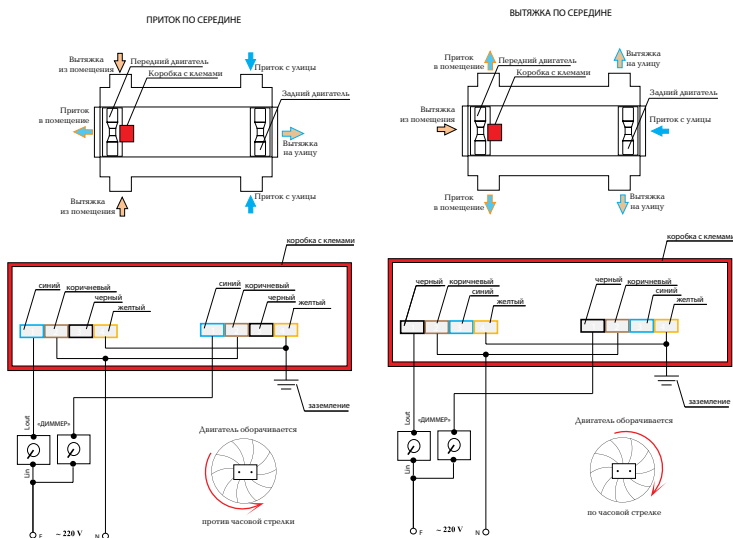 ПРИТОК ПО СЕРЕДИНЕ
Вытяжка
из помещения
Передний двигатель
Коробка с клемами
Приток с улицы
Задний двигатель
Приток
в помещение
Вытяжка
на улицу
Вытяжка
из помещения
Приток с улицы
коробка с клемами
синий
коричневый
черный
желтый
синий
коричневый
черный
желтый
заземление
Lout
«ДИММЕР»
Lin
Двигатель оборачивается
против часовой стрелки
F
~ 220 V
N
ВЫТЯЖКА ПО СЕРЕДИНЕ
Приток
в помещение
Передний двигатель
Коробка с клемами
Вытяжка
на улицу
Задний двигатель
Вытяжка
из помещения
Приток с улицы
Приток
в помещение
Вытяжка
на улицу
коробка с клемами
черный
коричневый
синий
желтый
черный
коричневый
синий
желтый
заземление
Lout
«ДИММЕР»
Lin
Двигатель оборачивается
по часовой стрелке
F
~ 220 V
N